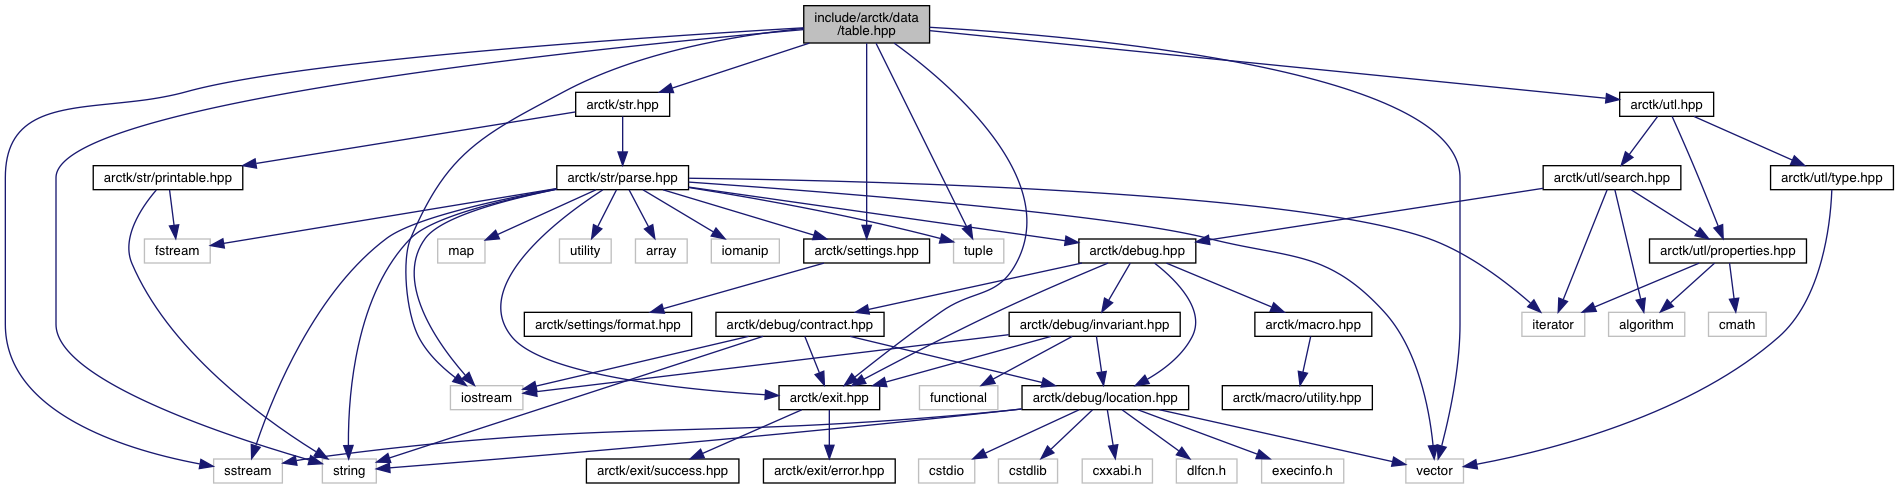 include/arctk/data
/table.hpp
arctk/str.hpp
arctk/utl.hpp
arctk/str/printable.hpp
arctk/str/parse.hpp
arctk/utl/search.hpp
arctk/utl/type.hpp
fstream
map
utility
array
iomanip
arctk/settings.hpp
tuple
arctk/debug.hpp
arctk/utl/properties.hpp
arctk/settings/format.hpp
arctk/debug/contract.hpp
arctk/debug/invariant.hpp
arctk/macro.hpp
iterator
algorithm
cmath
iostream
arctk/exit.hpp
functional
arctk/debug/location.hpp
arctk/macro/utility.hpp
sstream
string
arctk/exit/success.hpp
arctk/exit/error.hpp
cstdio
cstdlib
cxxabi.h
dlfcn.h
execinfo.h
vector